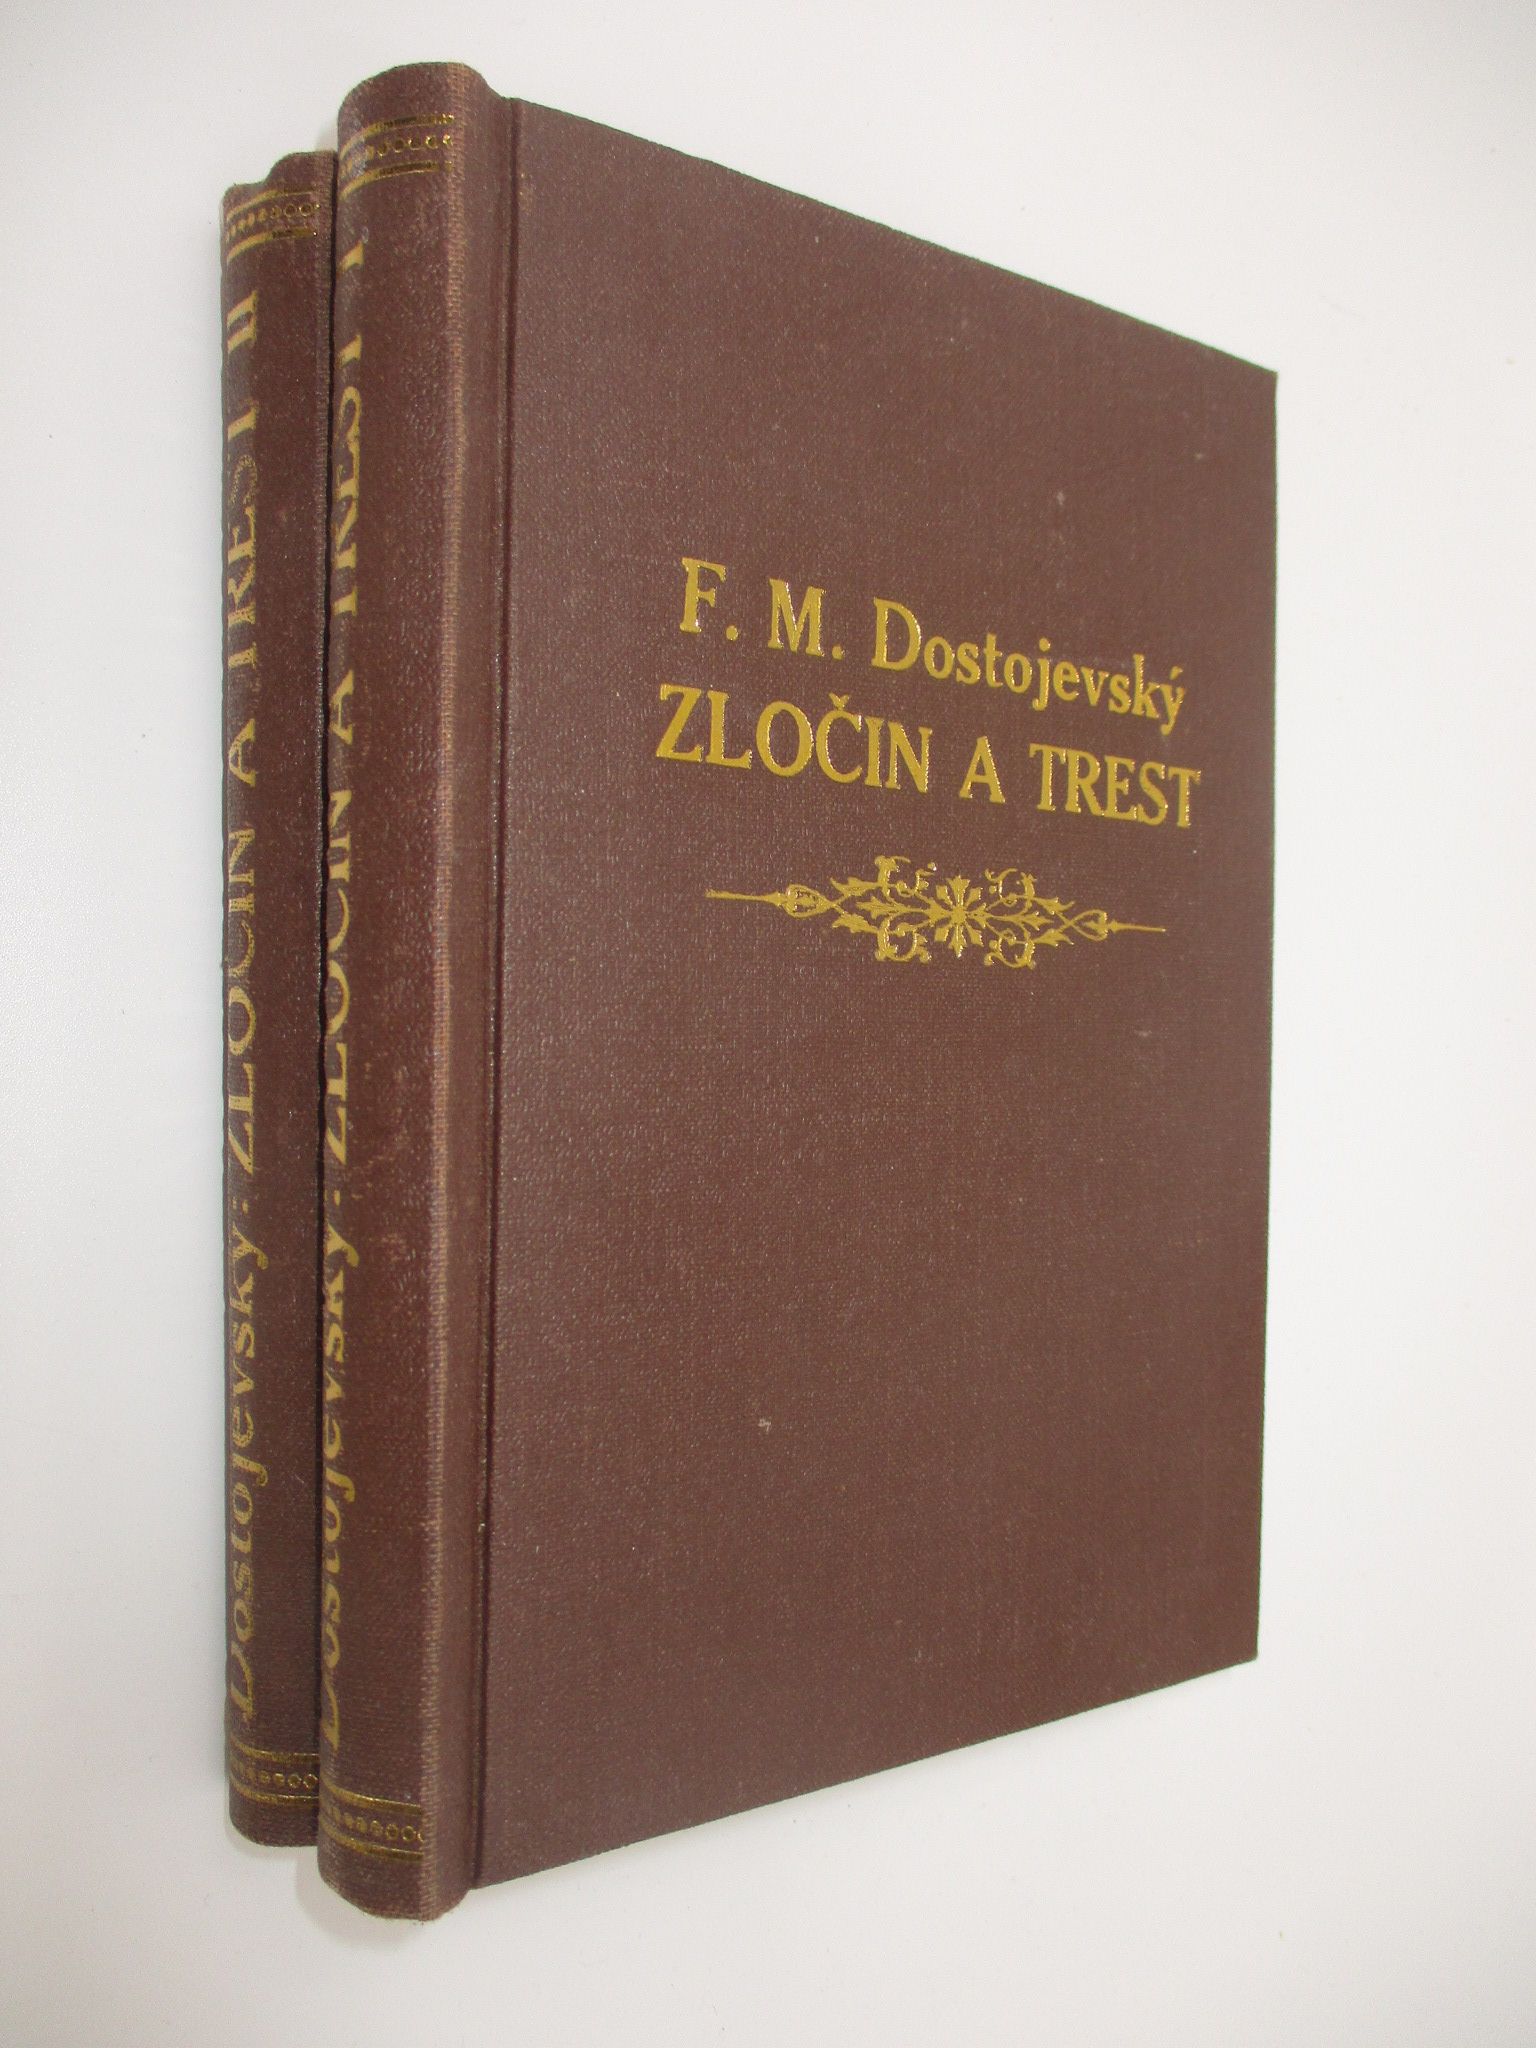 F. M. Dostojevský
ZLOČIN A TREST
Dostojevský: ZLOČIN A TREST I
Dostojevský: ZLOČIN A TREST II